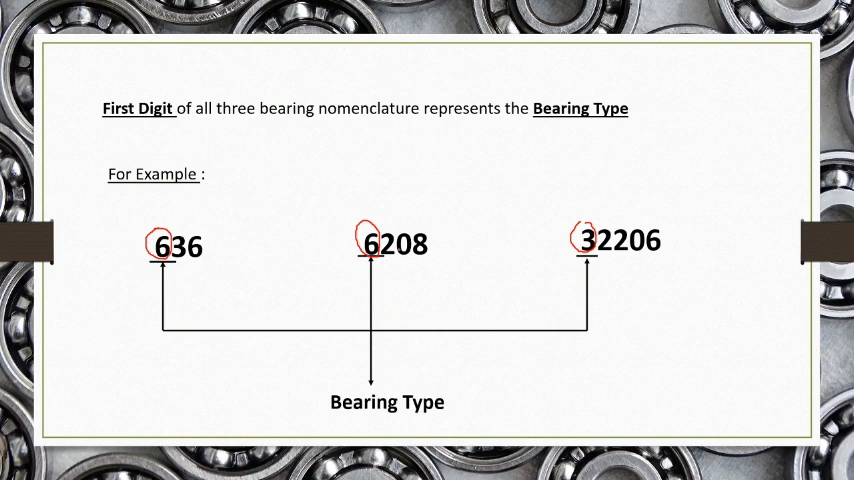 First Digit of all three bearing nomenclature represents the Bearing Type
For Example :
636 6208 32206
Bearing Type